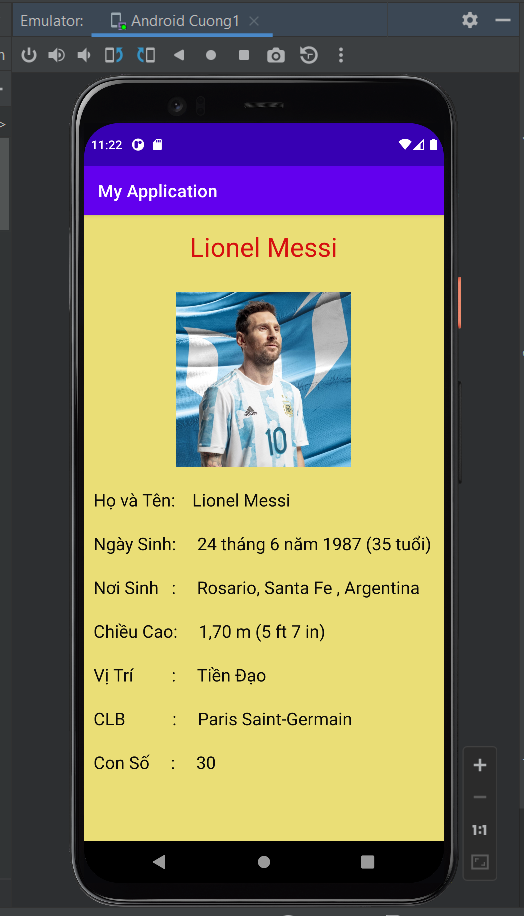 Emulator: Android Cuong1
11:22
My Application
Lionel Messi
10
Họ và Tên: Lionel Messi
Ngày Sinh: 24 tháng 6 năm 1987 (35 tuổi)
Nơi Sinh : Rosario, Santa Fe , Argentina
Chiều Cao: 1,70 m (5 ft 7 in)
Vị Trí : Tiền Đạo
CLB : Paris Saint-Germain
Con Số : 30
1:1